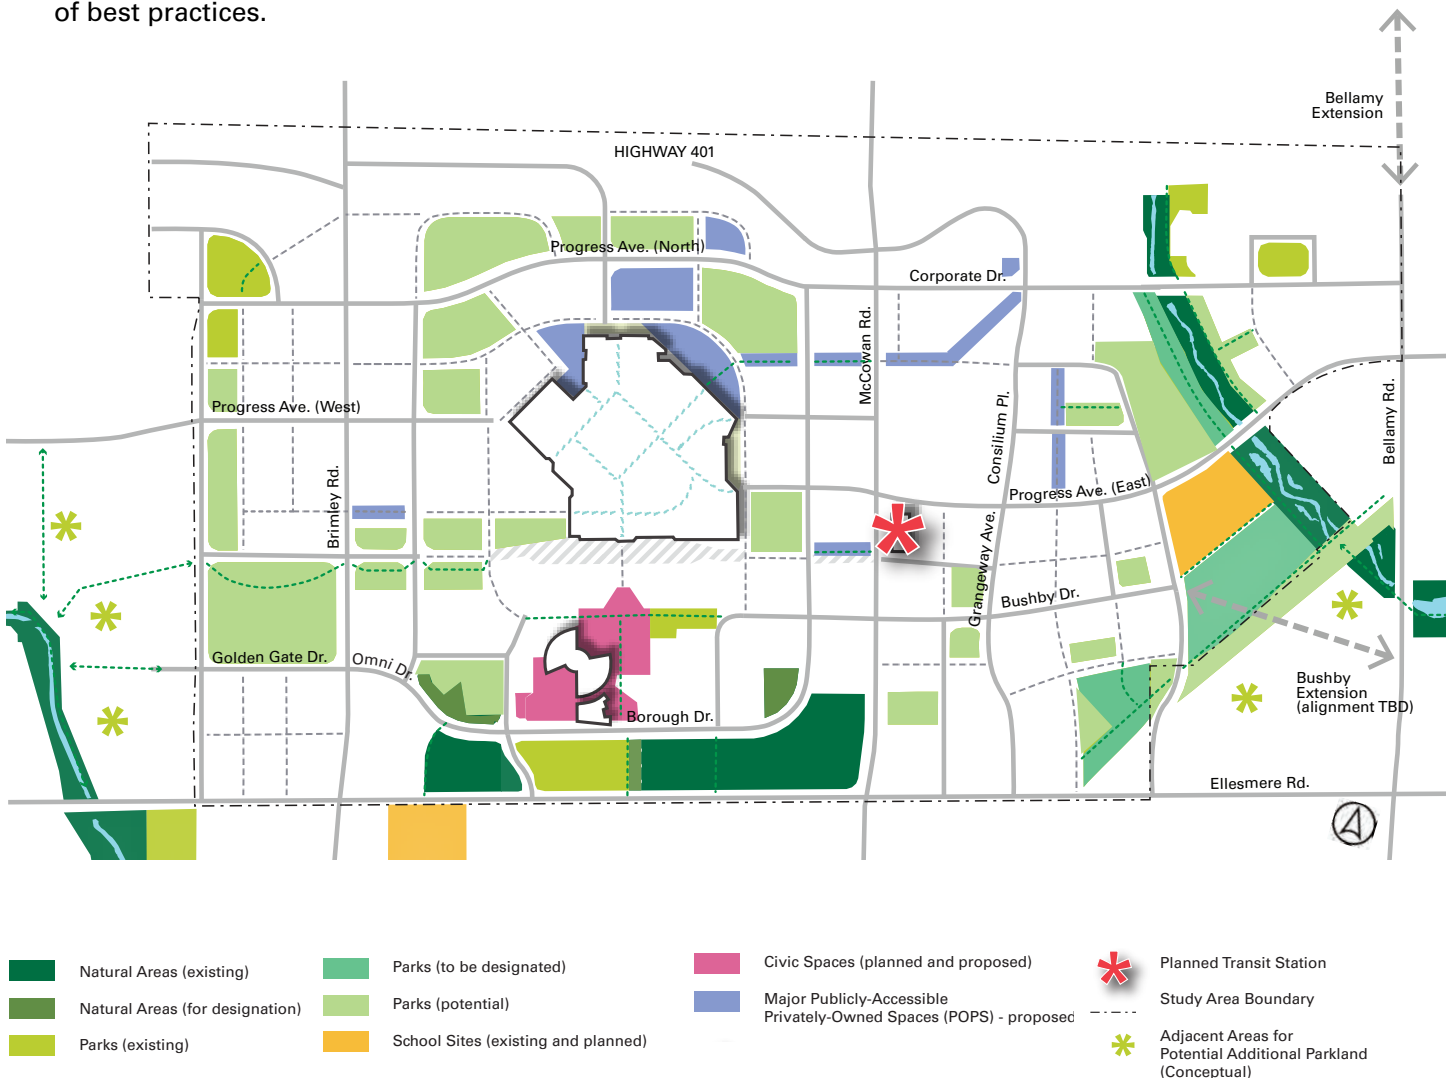 of best practices.
Bellamy
Extension
HIGHWAY 401
Progress Ave. (North)
Corporate Dr.
McCowan Rd.
Progress Ave. (West)
Bellamy Rd.
Consilium Pl.
Brimley Rd.
Progress Ave. (East)
Grangeway Ave.
Bushby Dr.
Golden Gate Dr.
Omni Dr.
Borough Dr.
Bushby
Extension
(alignment TBD)
Ellesmere Rd.
Natural Areas (existing)
Natural Areas (for designation)
Parks (existing)
Parks (to be designated)
Parks (potential)
School Sites (existing and planned)
Civic Spaces (planned and proposed)
Major Publicly-Accessible
Privately-Owned Spaces (POPS) - proposed
Planned Transit Station
Study Area Boundary
Adjacent Areas for
Potential Additional Parkland
(Conceptual)